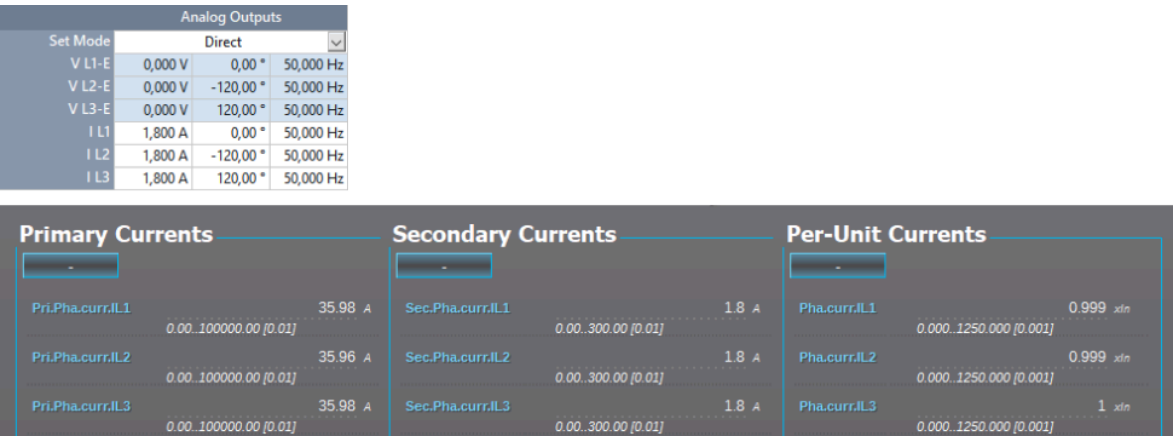 Analog Outputs
Set Mode Direct
V L1-E 0,000 V 0,00 ° 50,000 Hz
V L2-E 0,000 V -120,00 ° 50,000 Hz
V L3-E 0,000 V 120,00 ° 50,000 Hz
I L1 1,800 A 0,00 ° 50,000 Hz
I L2 1,800 A -120,00 ° 50,000 Hz
I L3 1,800 A 120,00 ° 50,000 Hz
Primary Currents Secondary Currents Per-Unit Currents
- - -
Pri.Pha.curr.IL1 35.98 A Sec.Pha.curr.IL1 1.8 A Pha.curr.IL1 0.999 xIn
0.00..100000.00 [0.01] 0.00..300.00 [0.01] 0.000..1250.000 [0.001]
Pri.Pha.curr.IL2 35.96 A Sec.Pha.curr.IL2 1.8 A Pha.curr.IL2 0.999 xIn
0.00..100000.00 [0.01] 0.00..300.00 [0.01] 0.000..1250.000 [0.001]
Pri.Pha.curr.IL3 35.98 A Sec.Pha.curr.IL3 1.8 A Pha.curr.IL3 1 xIn
0.00..100000.00 [0.01] 0.00..300.00 [0.01] 0.000..1250.000 [0.001]